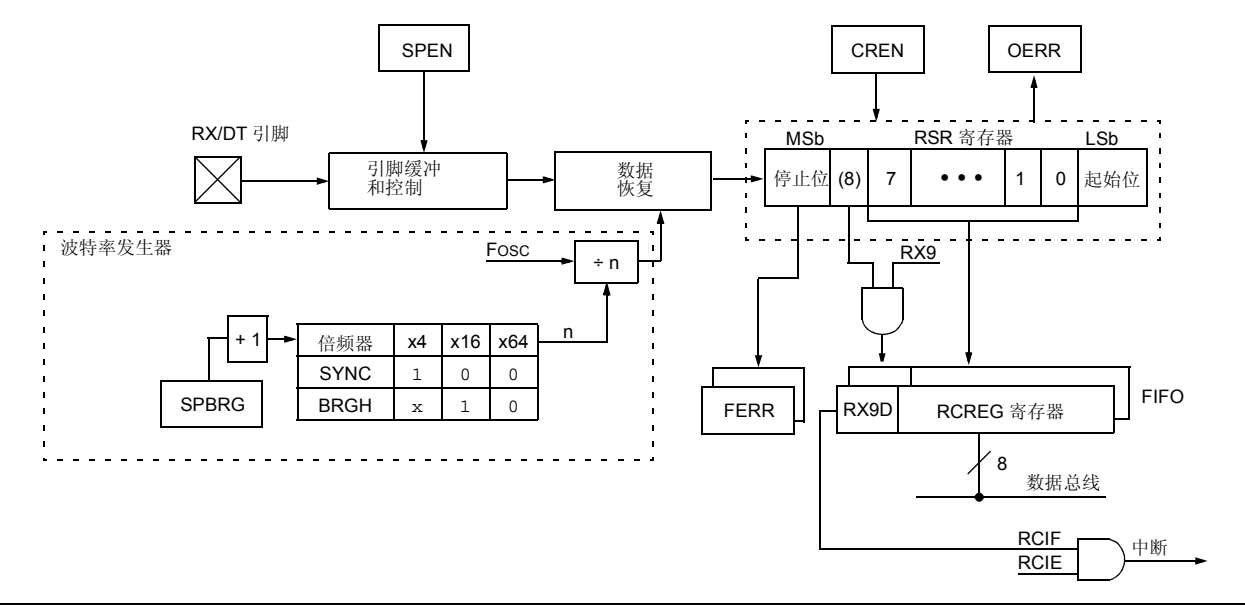 SPEN
CREN
OERR
RX/DT 引脚
MSb
RSR 寄存器
LSb
引脚缓冲
和控制
数据
恢复
停止位 (8) 7 • • • 1 0 起始位
波特率发生器
FOSC
÷ n
RX9
+ 1
倍频器 x4 x16 x64
n
SYNC 1 0 0
BRGH x 1 0
SPBRG
FERR
RX9D
RCREG 寄存器
FIFO
8
数据总线
RCIF
RCIE
中断